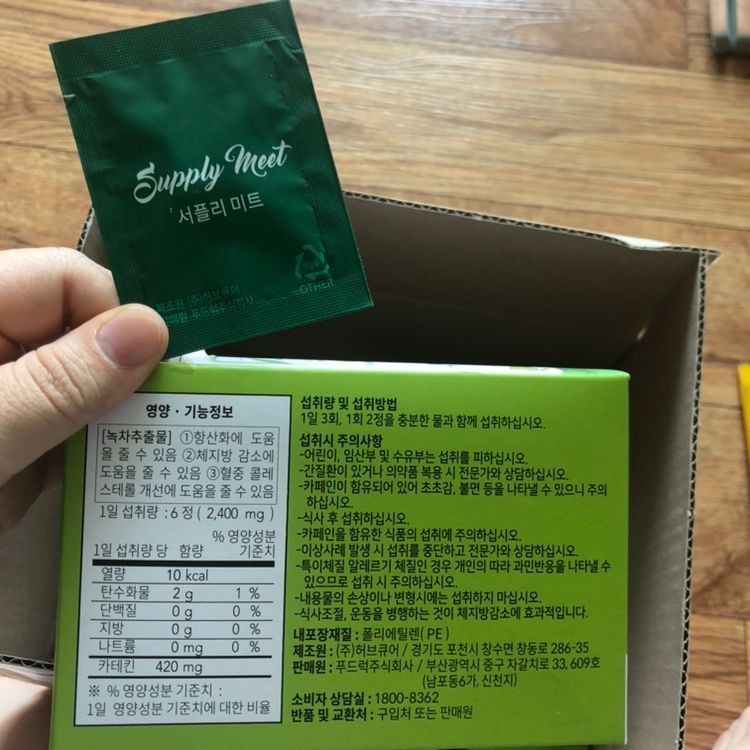 Supply Meet
서플리 미트
OTHER
제조원 (주)허브큐어
판매원 푸드럭주식회사
영양 · 기능정보
[녹차추출물] ①항산화에 도움
을 줄 수 있음 ②체지방 감소에
도움을 줄 수 있음 ③혈중 콜레
스테롤 개선에 도움을 줄 수 있음
1일 섭취량 : 6 정 ( 2,400 mg )
% 영양성분
1일 섭취량 당 함량 기준치
열량 10 kcal
탄수화물 2 g 1 %
단백질 0 g 0 %
지방 0 g 0 %
나트륨 0 mg 0 %
카테킨 420 mg
※ % 영양성분 기준치 :
1일 영양성분 기준치에 대한 비율
섭취량 및 섭취방법
1일 3회, 1회 2정을 충분한 물과 함께 섭취하십시오.
섭취시 주의사항
-어린이, 임산부 및 수유부는 섭취를 피하십시오.
-간질환이 있거나 의약품 복용 시 전문가와 상담하십시오.
-카페인이 함유되어 있어 초초감, 불면 등을 나타낼 수 있으니 주의
하십시오.
-식사 후 섭취하십시오.
-카페인을 함유한 식품의 섭취에 주의하십시오.
-이상사례 발생 시 섭취를 중단하고 전문가와 상담하십시오.
-특이체질 알레르기 체질인 경우 개인의 따라 과민반응을 나타낼 수
있으므로 섭취 시 주의하십시오.
-내용물의 손상이나 변형시에는 섭취하지 마십시오.
-식사조절, 운동을 병행하는 것이 체지방감소에 효과적입니다.
내포장재질 : 폴리에틸렌( PE )
제조원 : (주)허브큐어 / 경기도 포천시 창수면 창동로 286-35
판매원 : 푸드럭주식회사 / 부산광역시 중구 자갈치로 33, 609호
(남포동6가, 신천지)
소비자 상담실 : 1800-8362
반품 및 교환처 : 구입처 또는 판매원